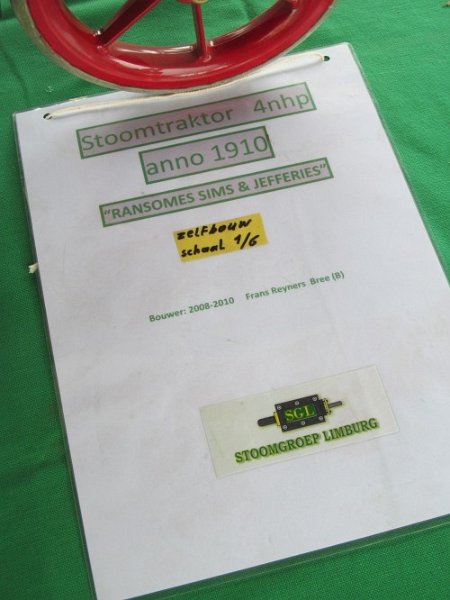 Stoomtraktor 4nhp
anno 1910
“RANSOMES SIMS & JEFFERIES”
zelfbouw
schaal 1/6
Bouwer: 2008-2010 Frans Reyners Bree (B)
SGL
STOOMGROEP LIMBURG